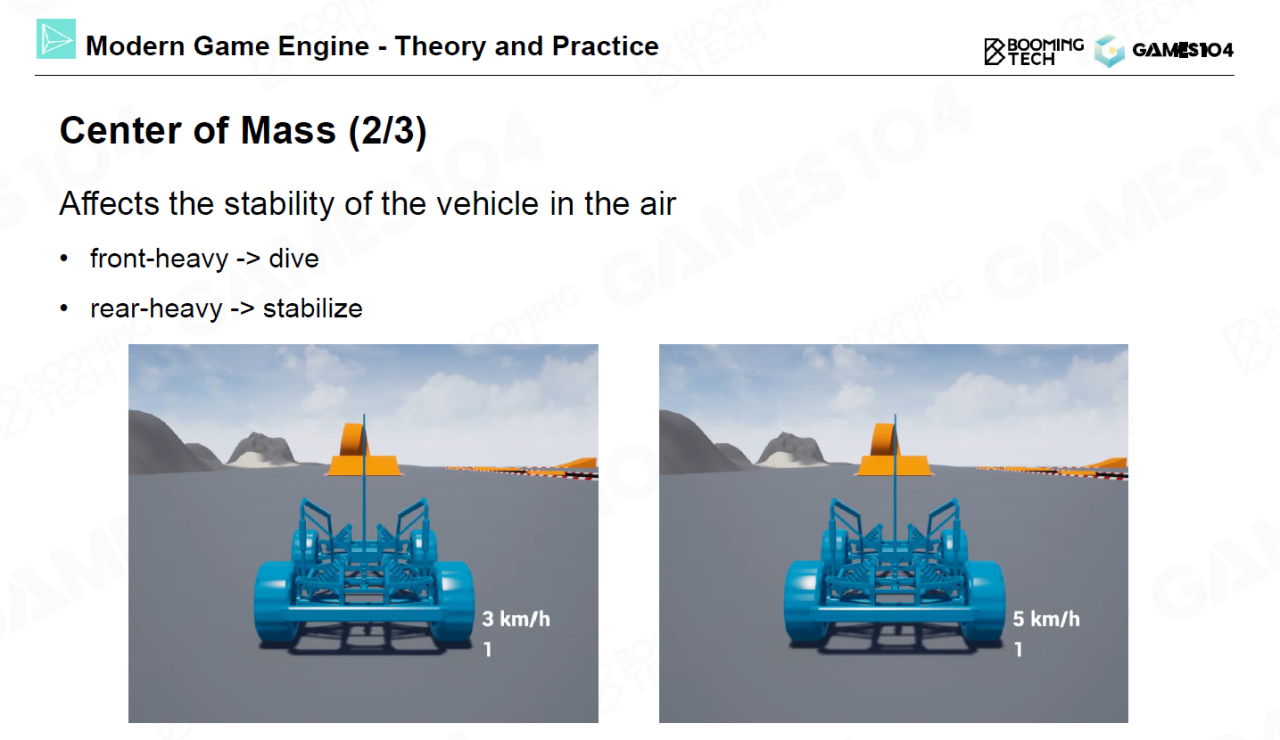 Modern Game Engine - Theory and Practice
BOOMING
TECH
GAMES104
Center of Mass (2/3)
Affects the stability of the vehicle in the air
• front-heavy -> dive
• rear-heavy -> stabilize
3 km/h
1
5 km/h
1